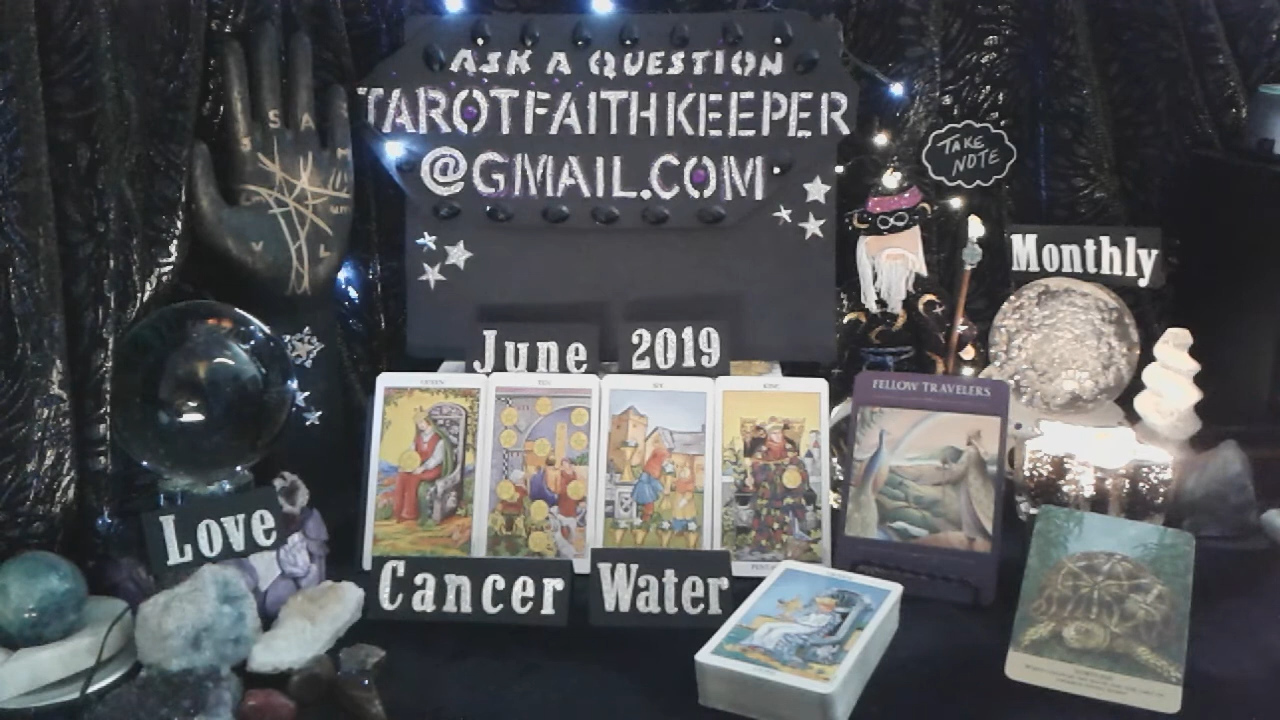 ASK A QUESTION
TAROTFAITHKEEPER
@GMAIL.COM
TAKE
NOTE
Monthly
S A
V L
June 2019
QUEEN
TEN
SIX
KING
FELLOW TRAVELERS
Love
Cancer Water